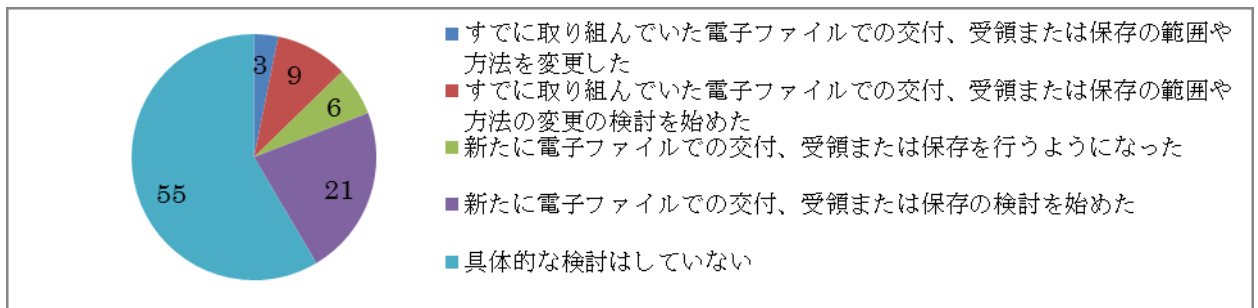 3
9
6
21
55
すでに取り組んでいた電子ファイルでの交付、受領または保存の範囲や
方法を変更した
すでに取り組んでいた電子ファイルでの交付、受領または保存の範囲や
方法の変更の検討を始めた
新たに電子ファイルでの交付、受領または保存を行うようになった
新たに電子ファイルでの交付、受領または保存の検討を始めた
具体的な検討はしていない